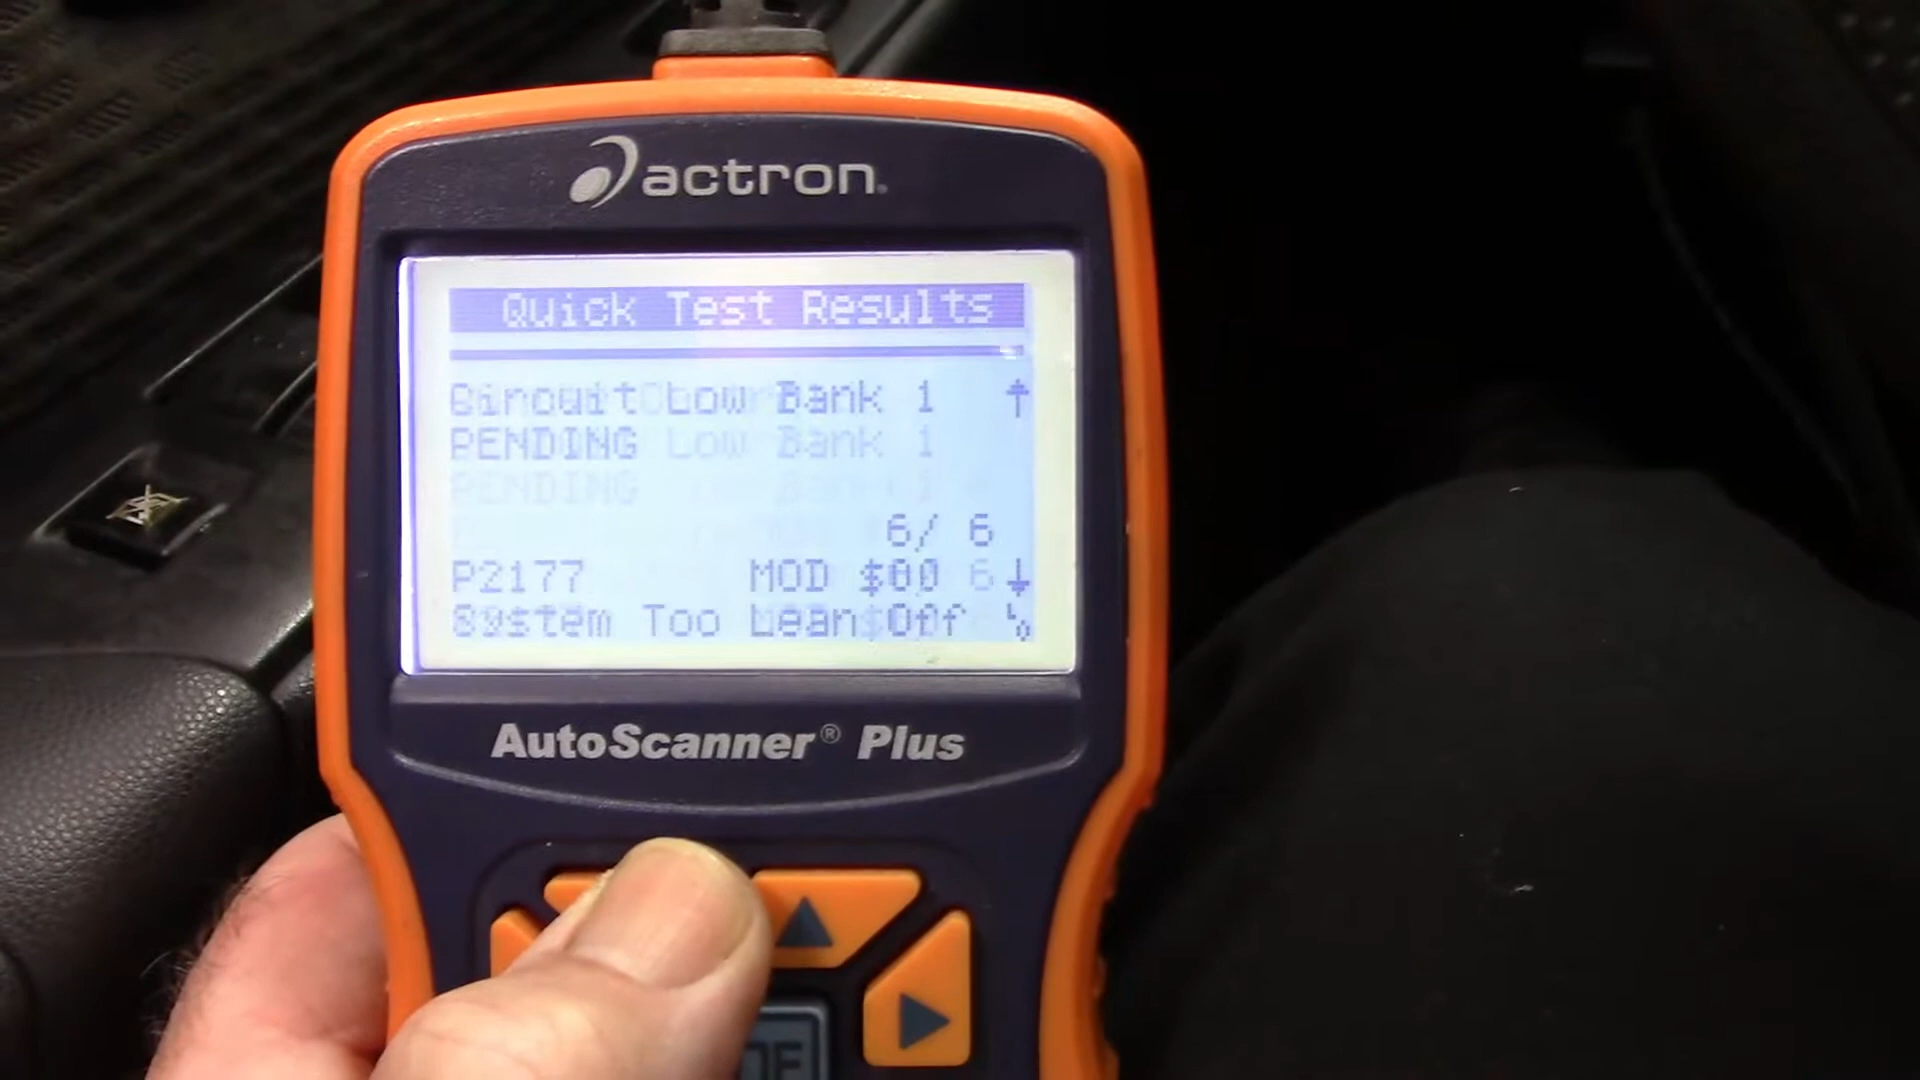 actron
Quick Test Results
Circuit Low Bank 1
PENDING Low Bank 1
PENDING
6/ 6
P2177 MOD $00 6
System Too Lean Off
AutoScanner® Plus